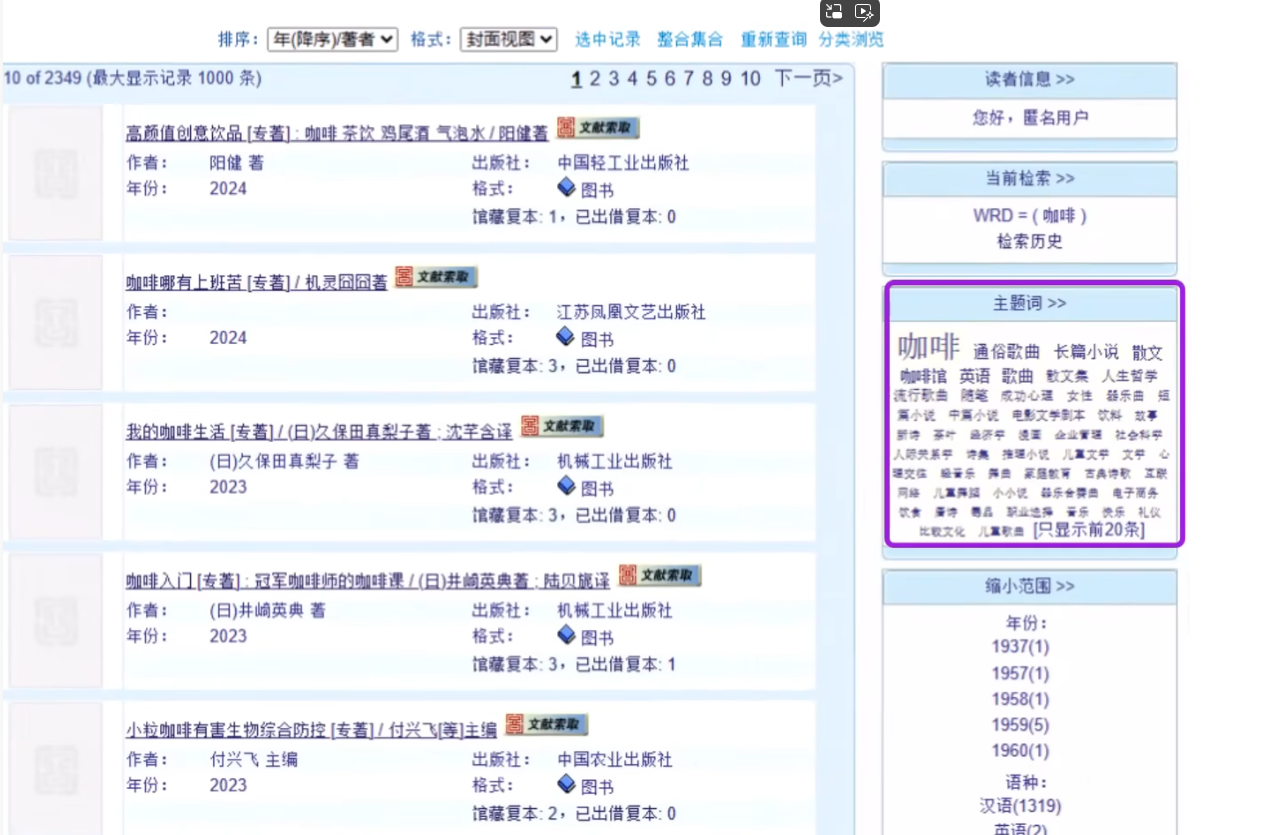 排序： 年(降序)/著者 格式： 封面视图 选中记录 整合集合 重新查询 分类浏览
10 of 2349 (最大显示记录 1000 条) 1 2 3 4 5 6 7 8 9 10 下一页>
高颜值创意饮品 [专著] : 咖啡 茶饮 鸡尾酒 气泡水 / 阳健著 文献索取
作者： 阳健 著 出版社： 中国轻工业出版社
年份： 2024 格式： 图书
馆藏复本: 1，已出借复本: 0
咖啡哪有上班苦 [专著] / 机灵囧囧著 文献索取
作者： 出版社： 江苏凤凰文艺出版社
年份： 2024 格式： 图书
馆藏复本: 3，已出借复本: 0
我的咖啡生活 [专著] / (日)久保田真梨子著 ; 沈芊含译 文献索取
作者： (日)久保田真梨子 著 出版社： 机械工业出版社
年份： 2023 格式： 图书
馆藏复本: 3，已出借复本: 0
咖啡入门 [专著] : 冠军咖啡师的咖啡课 / (日)井崎英典著 ; 陆贝旎译 文献索取
作者： (日)井崎英典 著 出版社： 机械工业出版社
年份： 2023 格式： 图书
馆藏复本: 3，已出借复本: 1
小粒咖啡有害生物综合防控 [专著] / 付兴飞[等]主编 文献索取
作者： 付兴飞 主编 出版社： 中国农业出版社
年份： 2023 格式： 图书
馆藏复本: 2，已出借复本: 0
读者信息 >>
您好，匿名用户
当前检索 >>
WRD = ( 咖啡 )
检索历史
主题词 >>
咖啡 通俗歌曲 长篇小说 散文
咖啡馆 英语 歌曲 散文集 人生哲学
流行歌曲 随笔 成功心理 女性 器乐曲 短
篇小说 中篇小说 电影文学剧本 饮料 故事
新诗 茶叶 经济学 漫画 企业管理 社会科学
人际关系学 诗集 推理小说 儿童文学 文学 心
理交往 轻音乐 舞曲 家庭教育 古典诗歌 互联
网络 儿童舞蹈 小小说 器乐合奏曲 电子商务
饮食 唐诗 毒品 职业选择 音乐 快乐 礼仪
比较文化 儿童歌曲 [只显示前20条]
缩小范围 >>
年份：
1937(1)
1957(1)
1958(1)
1959(5)
1960(1)
语种：
汉语(1319)
英语(2)